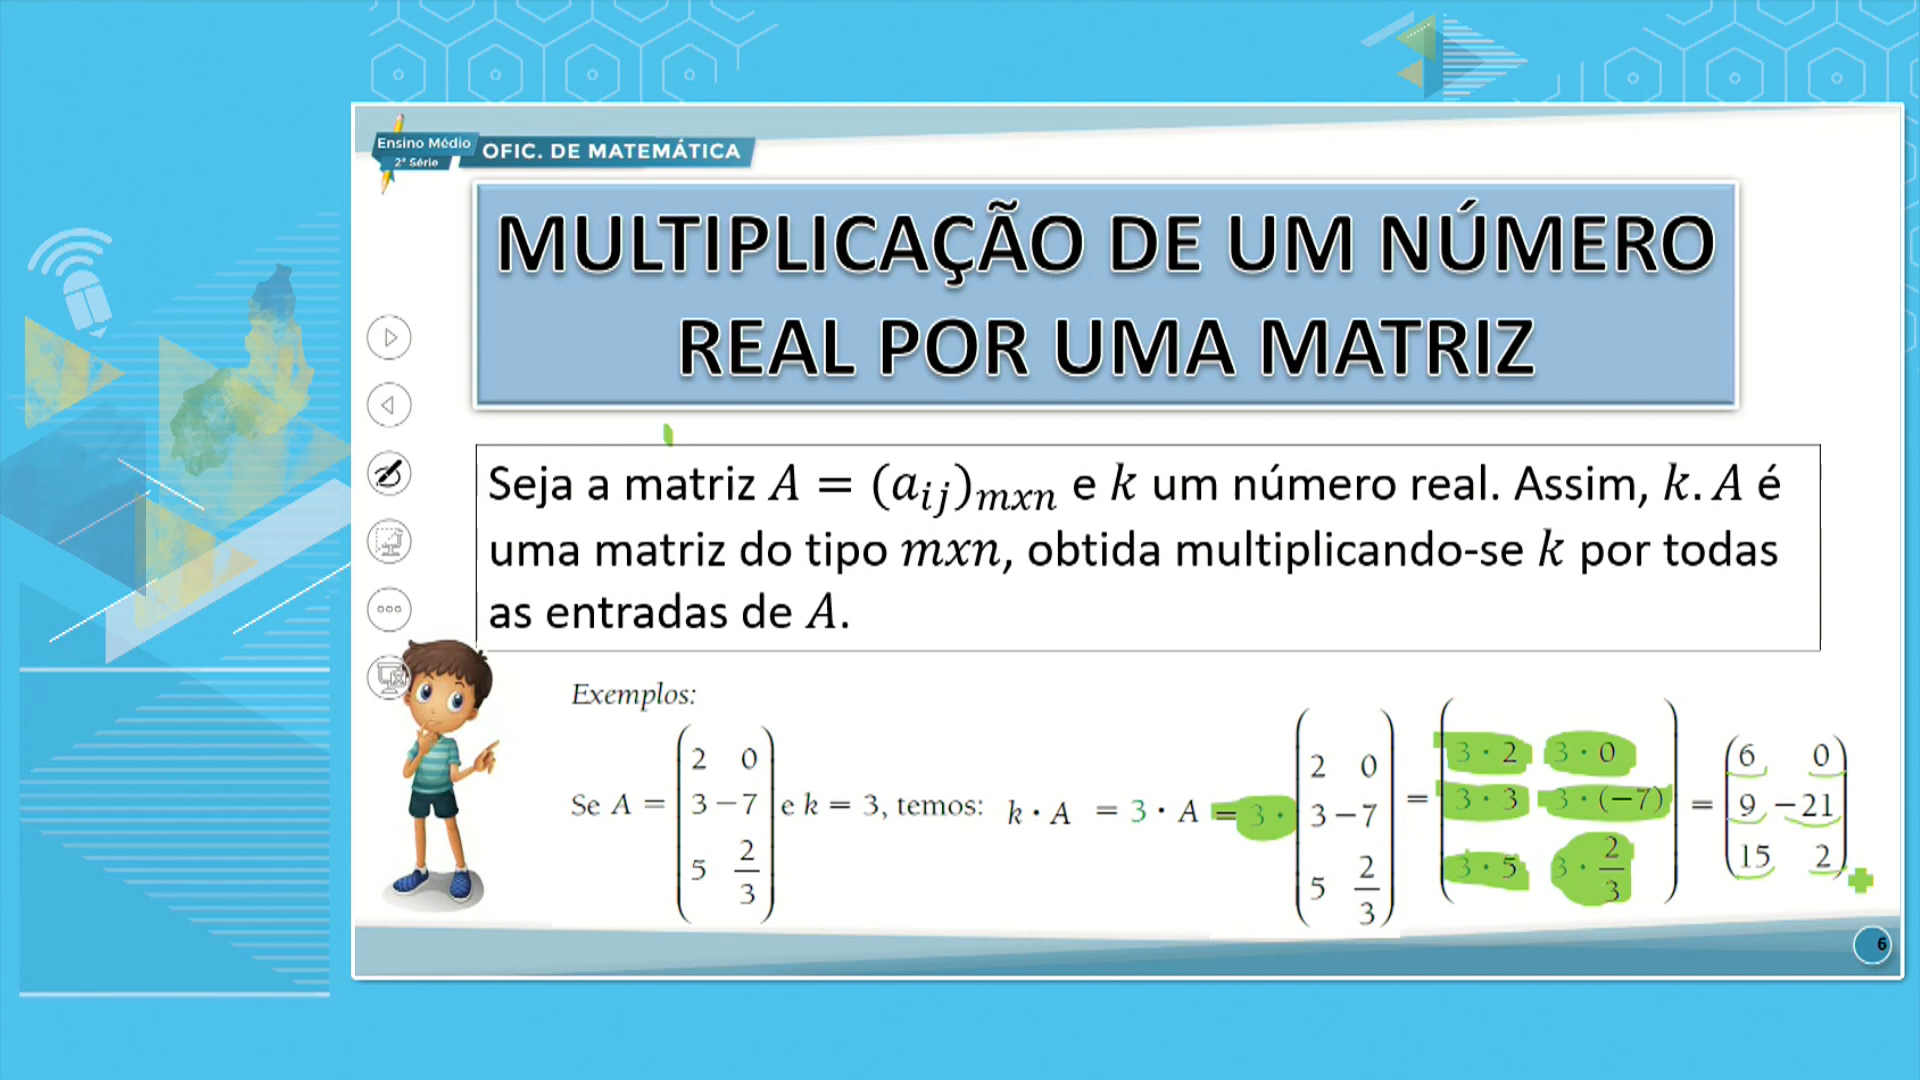 Ensino Médio
2ª Série
OFIC. DE MATEMÁTICA
MULTIPLICAÇÃO DE UM NÚMERO
REAL POR UMA MATRIZ
Seja a matriz A = (aij)mxn e k um número real. Assim, k. A é
uma matriz do tipo mxn, obtida multiplicando-se k por todas
as entradas de A.
Exemplos:
2 0 2 0 3 · 2 3 · 0 6 0
Se A = 3 −7 e k = 3, temos: k · A = 3 · A = 3 · 3 −7 = 3 · 3 3 · (−7) = 9 −21
5 2/3 5 2/3 3 · 5 3 · 2/3 15 2
6